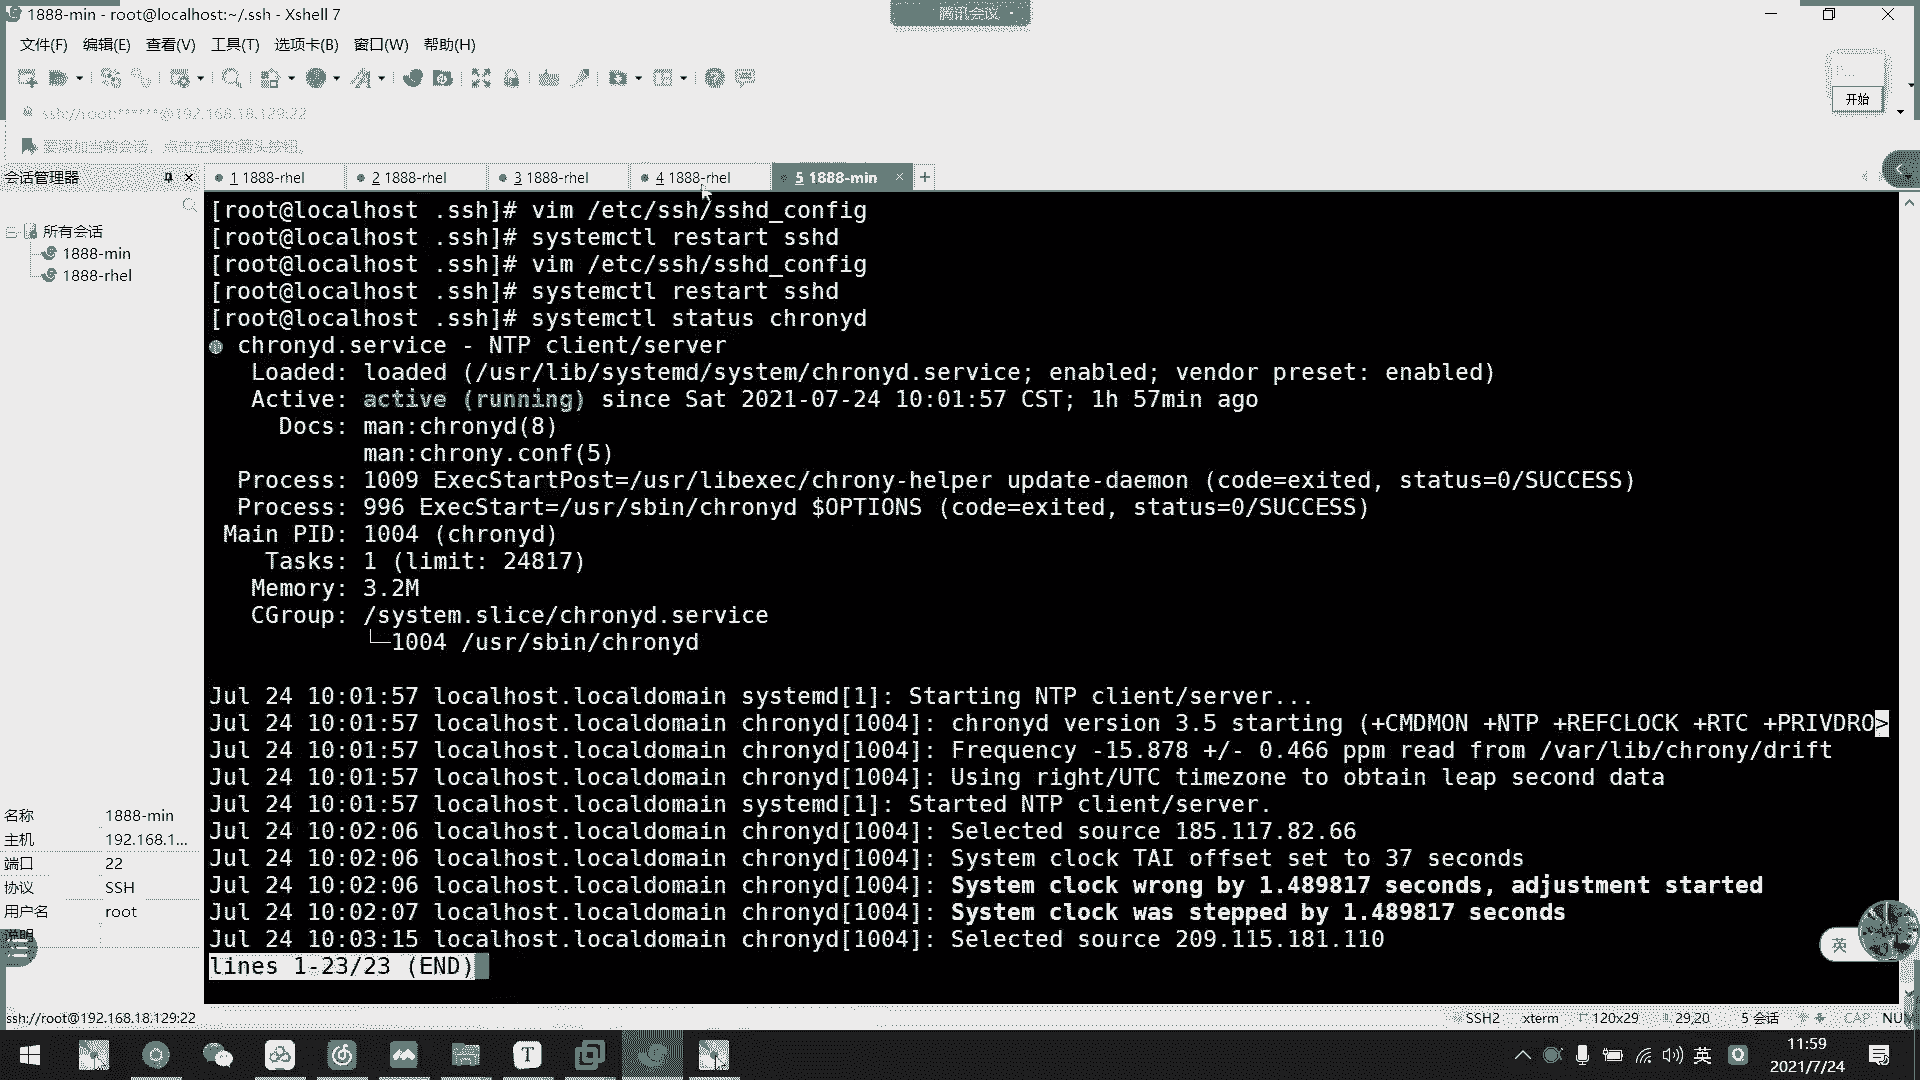 1888-min - root@localhost:~/.ssh - Xshell 7
腾讯会议
文件(F) 编辑(E) 查看(V) 工具(T) 选项卡(B) 窗口(W) 帮助(H)
ssh://root:******@192.168.18.129:22
开始
要添加当前会话，点击左侧的箭头按钮。
会话管理器
1 1888-rhel
2 1888-rhel
3 1888-rhel
4 1888-rhel
5 1888-min
所有会话
1888-min
1888-rhel
[root@localhost .ssh]# vim /etc/ssh/sshd_config
[root@localhost .ssh]# systemctl restart sshd
[root@localhost .ssh]# vim /etc/ssh/sshd_config
[root@localhost .ssh]# systemctl restart sshd
[root@localhost .ssh]# systemctl status chronyd
● chronyd.service - NTP client/server
Loaded: loaded (/usr/lib/systemd/system/chronyd.service; enabled; vendor preset: enabled)
Active: active (running) since Sat 2021-07-24 10:01:57 CST; 1h 57min ago
Docs: man:chronyd(8)
man:chrony.conf(5)
Process: 1009 ExecStartPost=/usr/libexec/chrony-helper update-daemon (code=exited, status=0/SUCCESS)
Process: 996 ExecStart=/usr/sbin/chronyd $OPTIONS (code=exited, status=0/SUCCESS)
Main PID: 1004 (chronyd)
Tasks: 1 (limit: 24817)
Memory: 3.2M
CGroup: /system.slice/chronyd.service
└─1004 /usr/sbin/chronyd
Jul 24 10:01:57 localhost.localdomain systemd[1]: Starting NTP client/server...
Jul 24 10:01:57 localhost.localdomain chronyd[1004]: chronyd version 3.5 starting (+CMDMON +NTP +REFCLOCK +RTC +PRIVDRO>
Jul 24 10:01:57 localhost.localdomain chronyd[1004]: Frequency -15.878 +/- 0.466 ppm read from /var/lib/chrony/drift
Jul 24 10:01:57 localhost.localdomain chronyd[1004]: Using right/UTC timezone to obtain leap second data
Jul 24 10:01:57 localhost.localdomain systemd[1]: Started NTP client/server.
Jul 24 10:02:06 localhost.localdomain chronyd[1004]: Selected source 185.117.82.66
Jul 24 10:02:06 localhost.localdomain chronyd[1004]: System clock TAI offset set to 37 seconds
Jul 24 10:02:06 localhost.localdomain chronyd[1004]: System clock wrong by 1.489817 seconds, adjustment started
Jul 24 10:02:07 localhost.localdomain chronyd[1004]: System clock was stepped by 1.489817 seconds
Jul 24 10:03:15 localhost.localdomain chronyd[1004]: Selected source 209.115.181.110
lines 1-23/23 (END)
名称 1888-min
主机 192.168.1...
端口 22
协议 SSH
用户名 root
说明
英
ssh://root@192.168.18.129:22
SSH2 xterm 120x29 29,20 5 会话 CAP NUM
英
11:59
2021/7/24